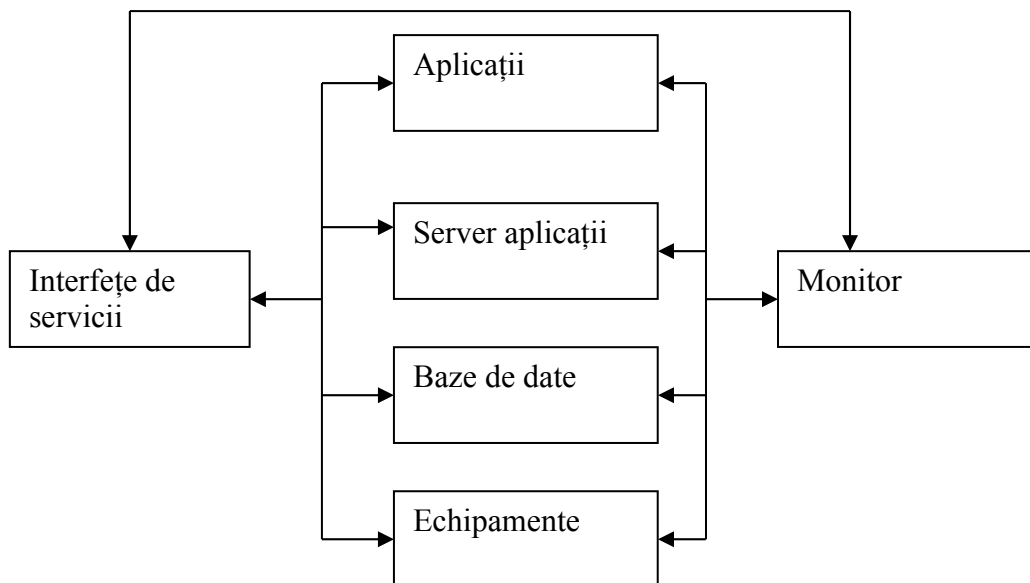 Aplicații
Server aplicații
Interfețe de
servicii
Monitor
Baze de date
Echipamente